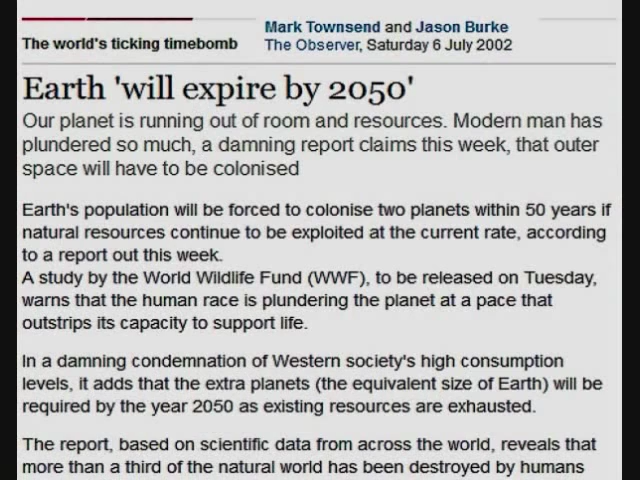 Mark Townsend and Jason Burke
The world's ticking timebomb The Observer, Saturday 6 July 2002
Earth 'will expire by 2050'
Our planet is running out of room and resources. Modern man has
plundered so much, a damning report claims this week, that outer
space will have to be colonised
Earth's population will be forced to colonise two planets within 50 years if
natural resources continue to be exploited at the current rate, according
to a report out this week.
A study by the World Wildlife Fund (WWF), to be released on Tuesday,
warns that the human race is plundering the planet at a pace that
outstrips its capacity to support life.
In a damning condemnation of Western society's high consumption
levels, it adds that the extra planets (the equivalent size of Earth) will be
required by the year 2050 as existing resources are exhausted.
The report, based on scientific data from across the world, reveals that
more than a third of the natural world has been destroyed by humans